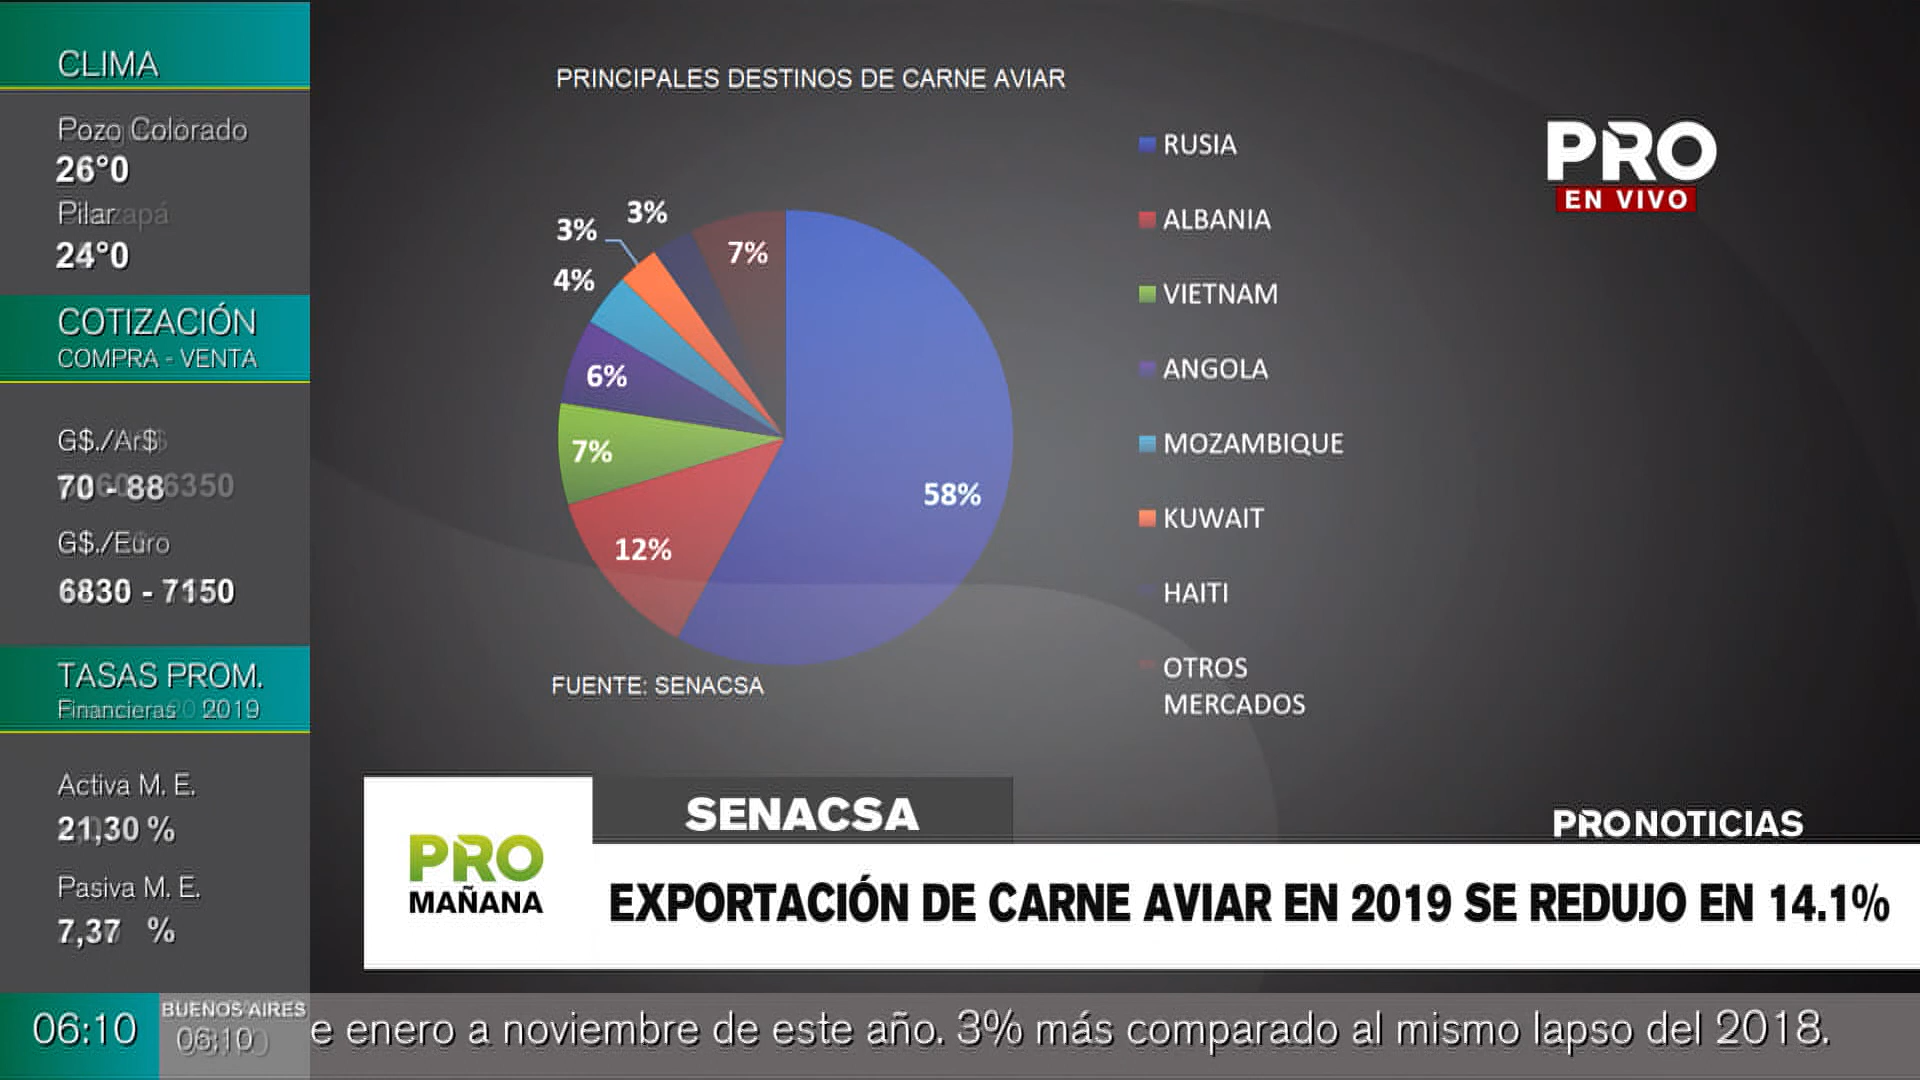 CLIMA
Pozo Colorado
26°0
Pilar
24°0
COTIZACIÓN
COMPRA - VENTA
G$./Ar$
70 - 88
G$./Euro
6830 - 7150
TASAS PROM.
Financieras 2019
Activa M. E.
21,30 %
Pasiva M. E.
7,37 %
PRINCIPALES DESTINOS DE CARNE AVIAR
3%
3%
7%
4%
6%
7%
12%
58%
RUSIA
ALBANIA
VIETNAM
ANGOLA
MOZAMBIQUE
KUWAIT
HAITI
OTROS
MERCADOS
FUENTE: SENACSA
PRO
EN VIVO
SENACSA
PRONOTICIAS
PRO
MAÑANA
EXPORTACIÓN DE CARNE AVIAR EN 2019 SE REDUJO EN 14.1%
06:10
BUENOS AIRES
06:10
e enero a noviembre de este año. 3% más comparado al mismo lapso del 2018.